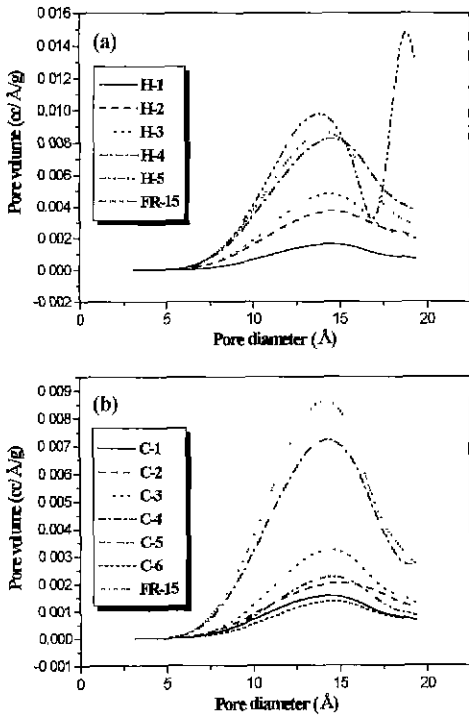 (a)
0.016
0.014
0.012
0.010
0.008
0.006
0.004
0.002
0.000
-0.002
Pore volume (cc/Å/g)
H-1
H-2
H-3
H-4
H-5
FR-15
0 5 10 15 20
Pore diameter (Å)
(b)
0.009
0.008
0.007
0.006
0.005
0.004
0.003
0.002
0.001
0.000
-0.001
Pore volume (cc/Å/g)
C-1
C-2
C-3
C-4
C-5
C-6
FR-15
0 5 10 15 20
Pore diameter (Å)